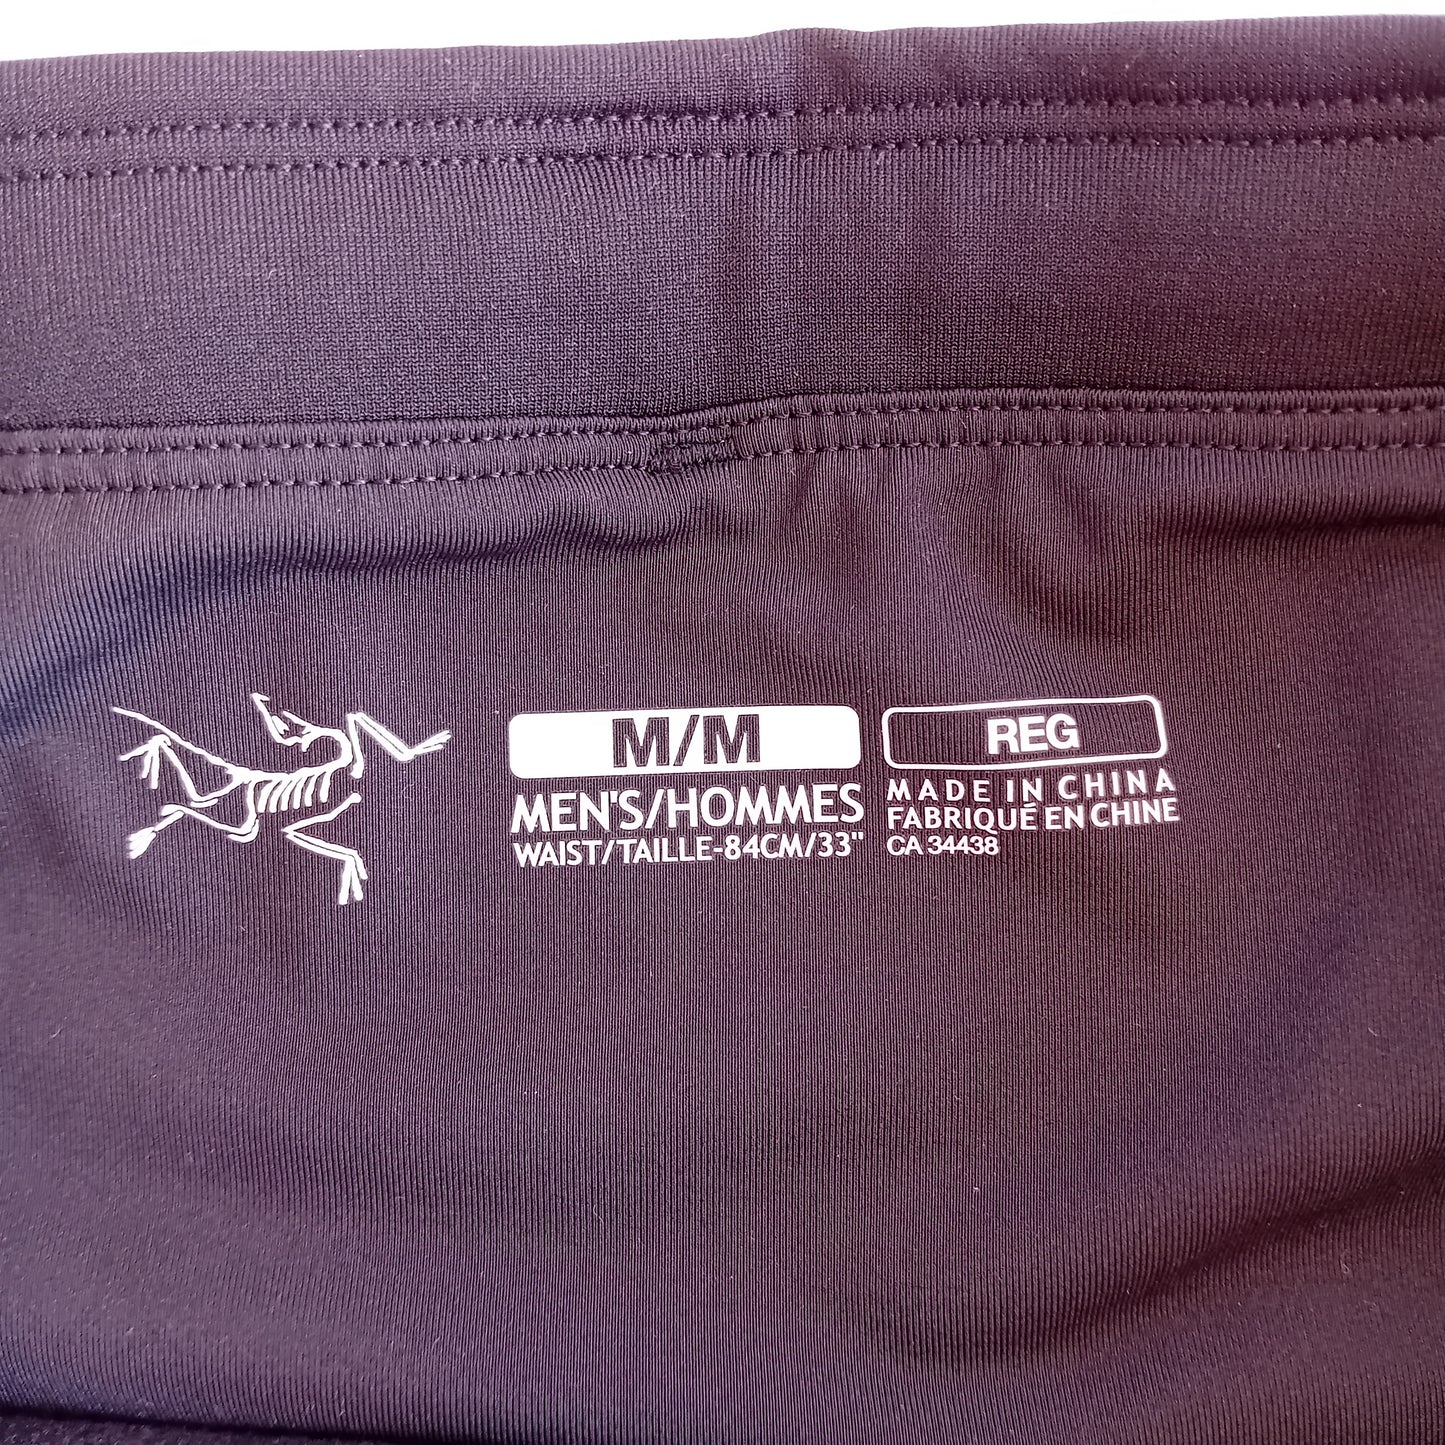 M/M
MEN'S/HOMMES
WAIST/TAILLE-84CM/33"
REG
MADE IN CHINA
FABRIQUÉ EN CHINE
CA 34438